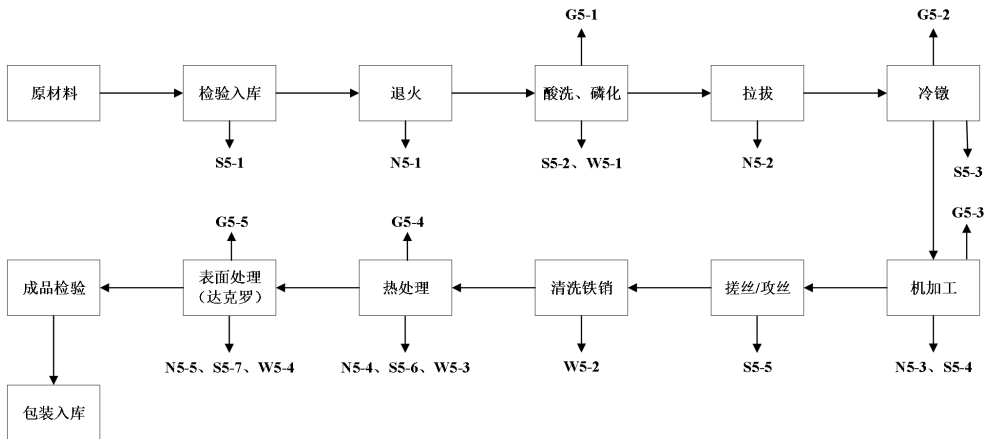 G5-1
G5-2
原材料
检验入库
退火
酸洗、磷化
拉拔
冷镦
S5-1
N5-1
S5-2、W5-1
N5-2
S5-3
G5-5
G5-4
G5-3
成品检验
表面处理
（达克罗）
热处理
清洗铁销
搓丝/攻丝
机加工
N5-5、S5-7、W5-4
N5-4、S5-6、W5-3
W5-2
S5-5
N5-3、S5-4
包装入库